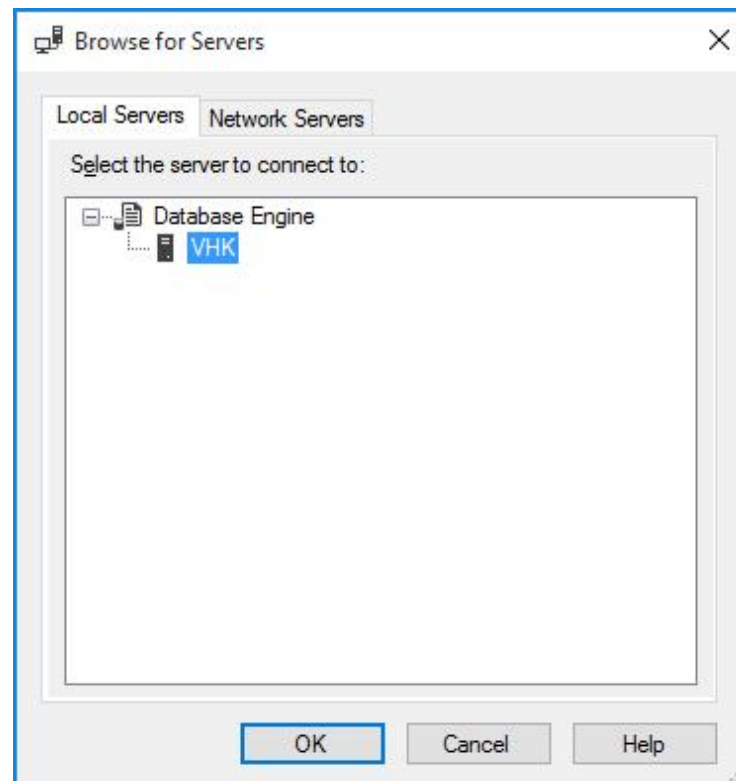 Browse for Servers
Local Servers Network Servers
Select the server to connect to:
Database Engine
VHK
OK Cancel Help